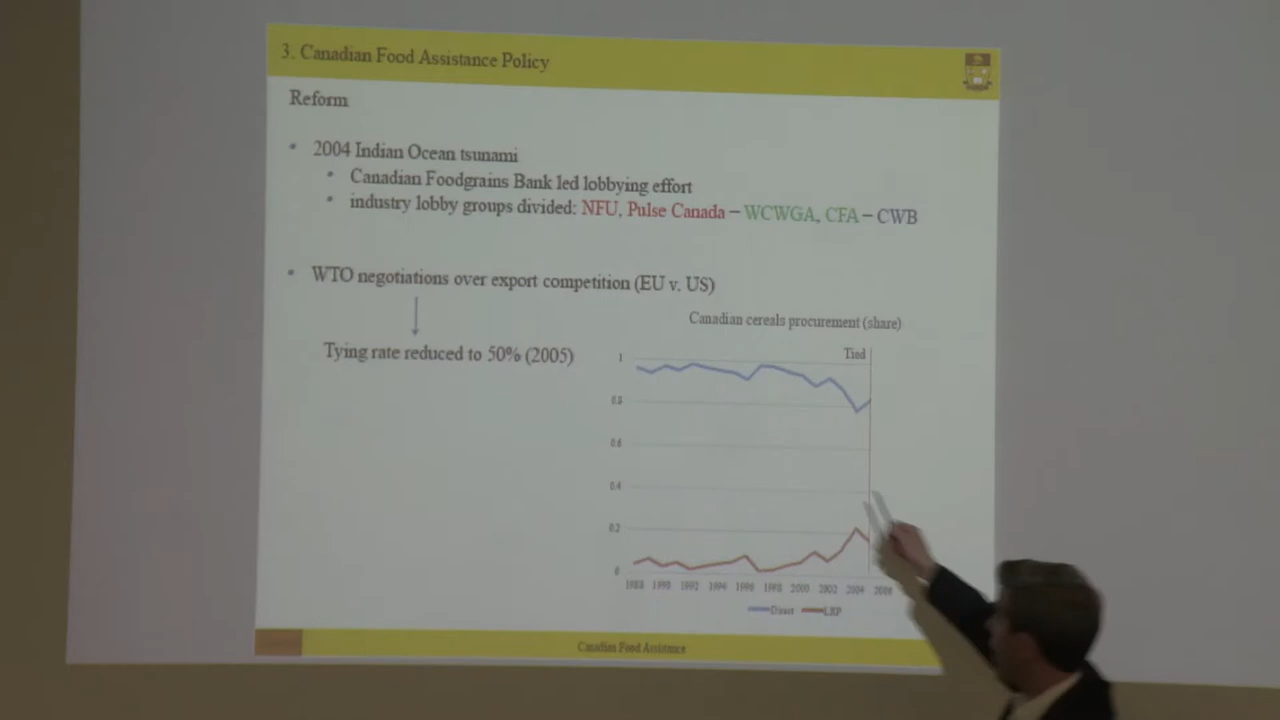 3. Canadian Food Assistance Policy
Reform
• 2004 Indian Ocean tsunami
• Canadian Foodgrains Bank led lobbying effort
• industry lobby groups divided: NFU, Pulse Canada – WCWGA, CFA – CWB
• WTO negotiations over export competition (EU v. US)
Tying rate reduced to 50% (2005)
Canadian cereals procurement (share)
Tied
1
0.8
0.6
0.4
0.2
0
1988 1990 1992 1994 1996 1998 2000 2002 2004 2006
Direct LRP
Canadian Food Assistance